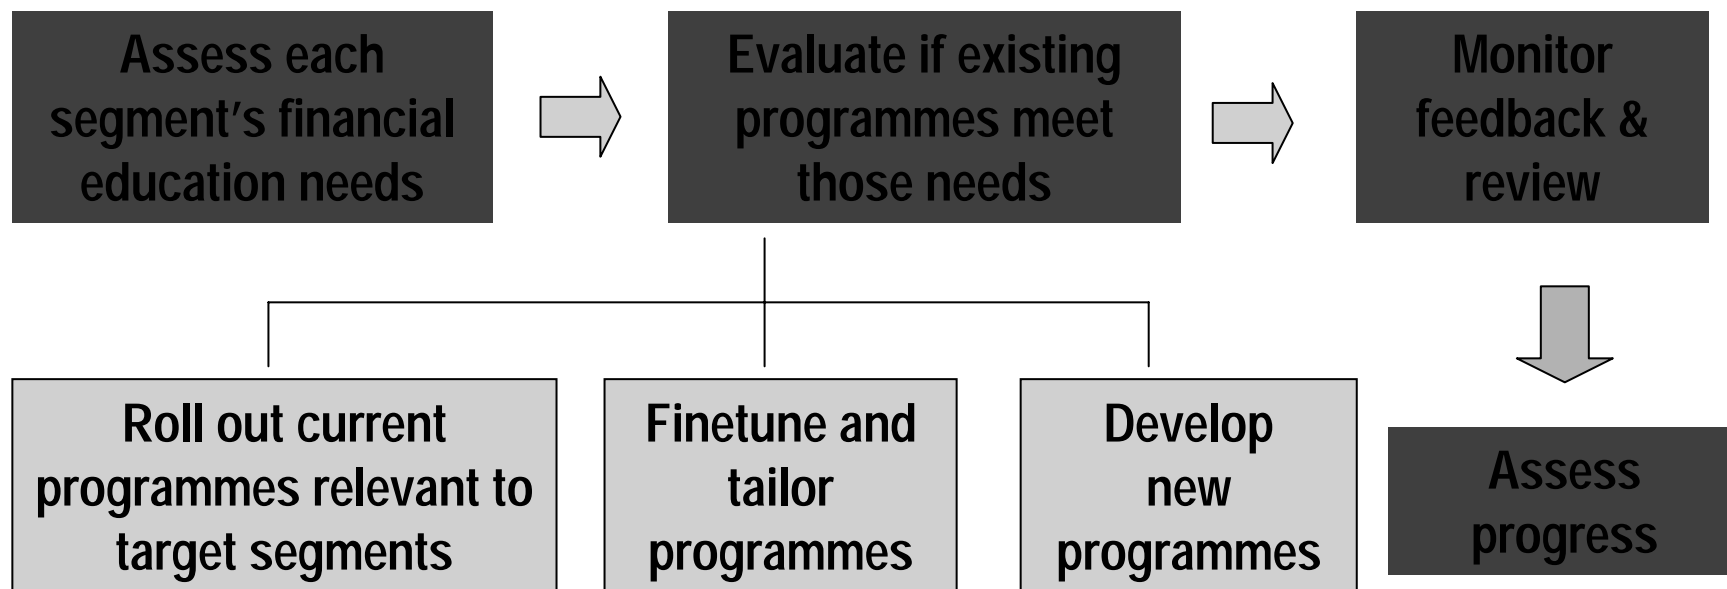 Assess each
segment's financial
education needs
Evaluate if existing
programmes meet
those needs
Monitor
feedback &
review
Roll out current
programmes relevant to
target segments
Finetune and
tailor
programmes
Develop
new
programmes
Assess
progress